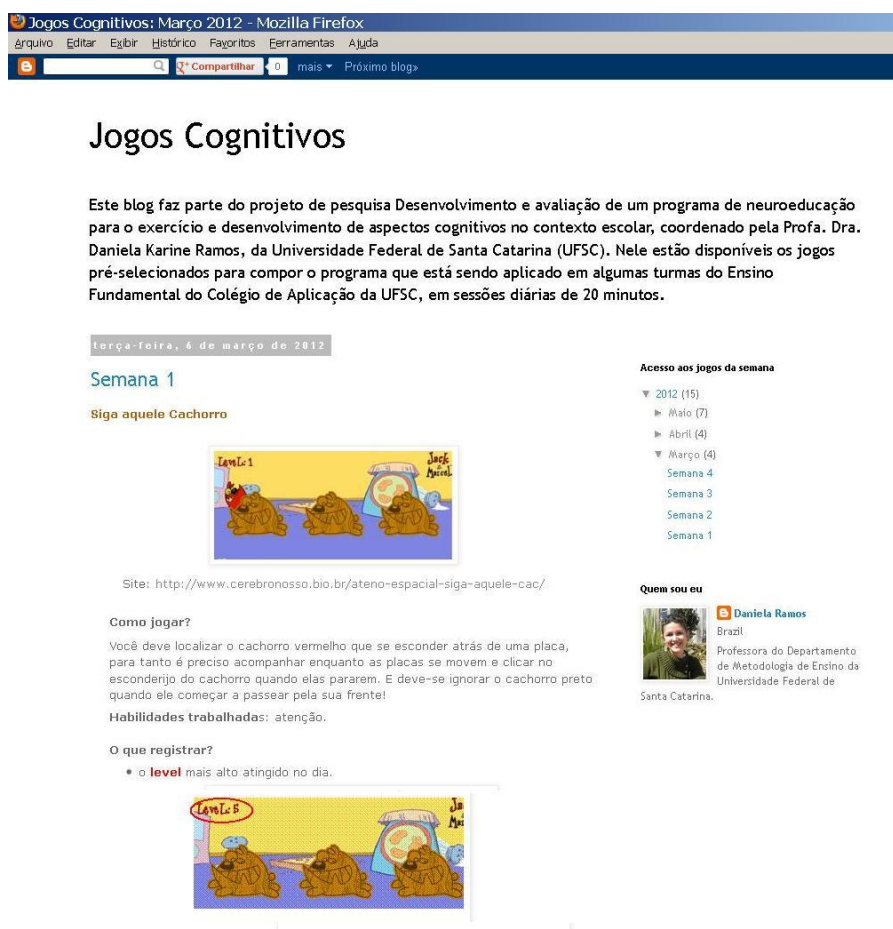 Jogos Cognitivos: Março 2012 - Mozilla Firefox
Arquivo Editar Exibir Histórico Favoritos Ferramentas Ajuda
Compartilhar 0 mais Próximo blog»
Jogos Cognitivos
Este blog faz parte do projeto de pesquisa Desenvolvimento e avaliação de um programa de neuroeducação
para o exercício e desenvolvimento de aspectos cognitivos no contexto escolar, coordenado pela Profa. Dra.
Daniela Karine Ramos, da Universidade Federal de Santa Catarina (UFSC). Nele estão disponíveis os jogos
pré-selecionados para compor o programa que está sendo aplicado em algumas turmas do Ensino
Fundamental do Colégio de Aplicação da UFSC, em sessões diárias de 20 minutos.
terça-feira, 6 de março de 2012
Semana 1
Siga aquele Cachorro
Level: 1
Jack
Marcel
Site: http://www.cerebronosso.bio.br/ateno-espacial-siga-aquele-cac/
Como jogar?
Você deve localizar o cachorro vermelho que se esconder atrás de uma placa,
para tanto é preciso acompanhar enquanto as placas se movem e clicar no
esconderijo do cachorro quando elas pararem. E deve-se ignorar o cachorro preto
quando ele começar a passear pela sua frente!
Habilidades trabalhadas: atenção.
O que registrar?
• o level mais alto atingido no dia.
Level: 5
Acesso aos jogos da semana
▼ 2012 (15)
► Maio (7)
► Abril (4)
▼ Março (4)
Semana 4
Semana 3
Semana 2
Semana 1
Quem sou eu
Daniela Ramos
Brazil
Professora do Departamento
de Metodologia de Ensino da
Universidade Federal de
Santa Catarina.